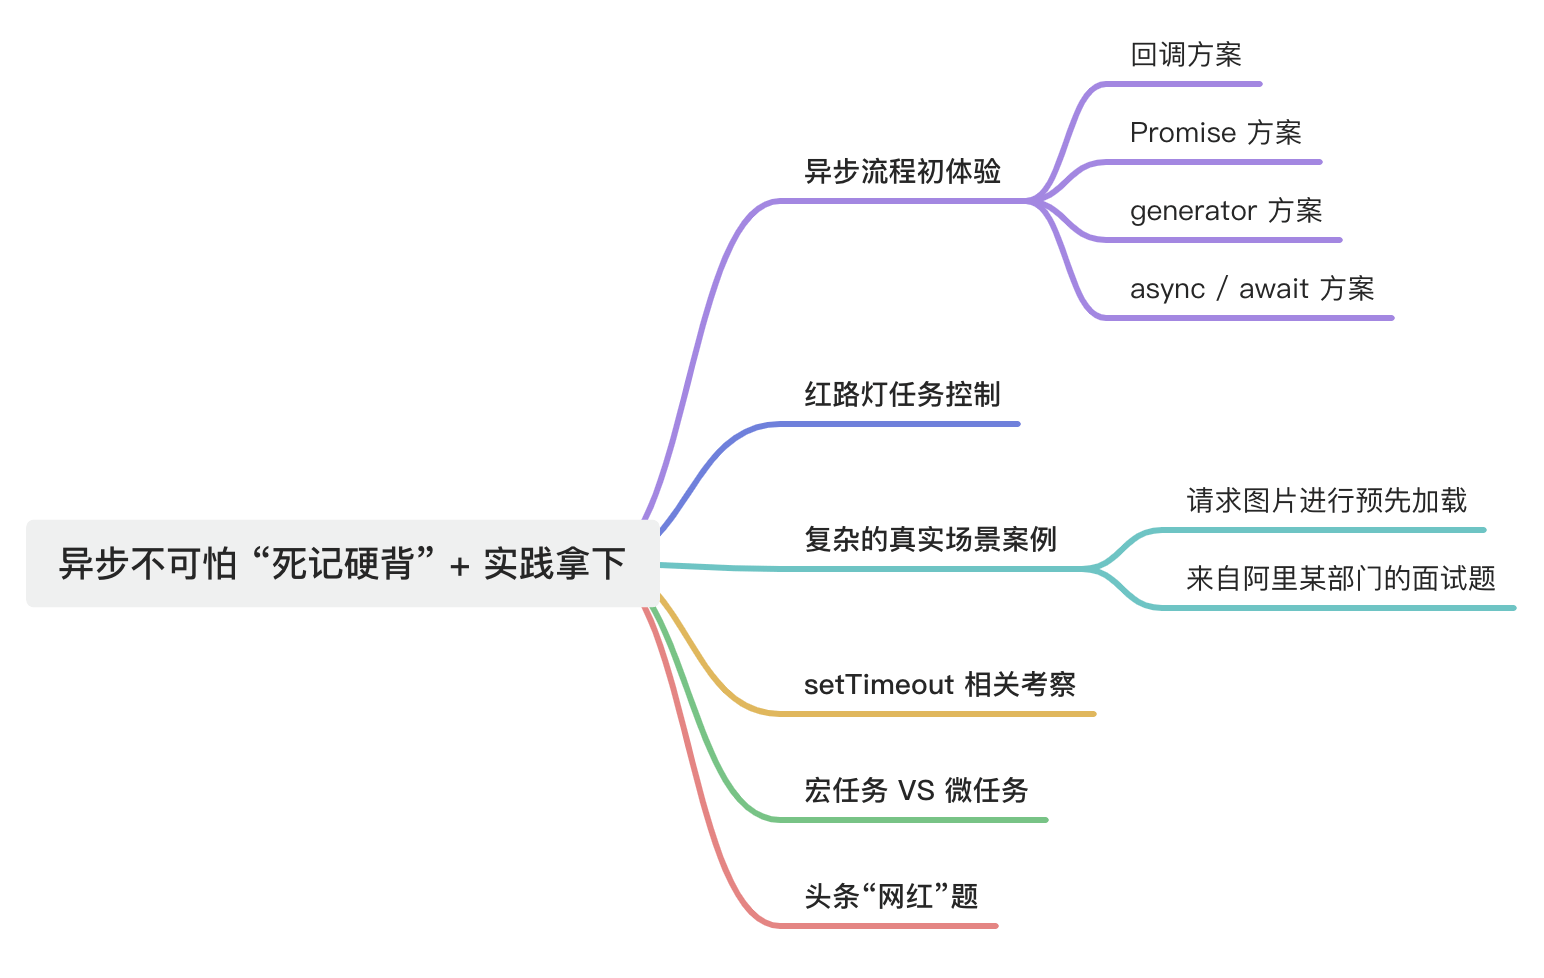 异步不可怕 “死记硬背” + 实践拿下
异步流程初体验
回调方案
Promise 方案
generator 方案
async / await 方案
红路灯任务控制
复杂的真实场景案例
请求图片进行预先加载
来自阿里某部门的面试题
setTimeout 相关考察
宏任务 VS 微任务
头条“网红”题